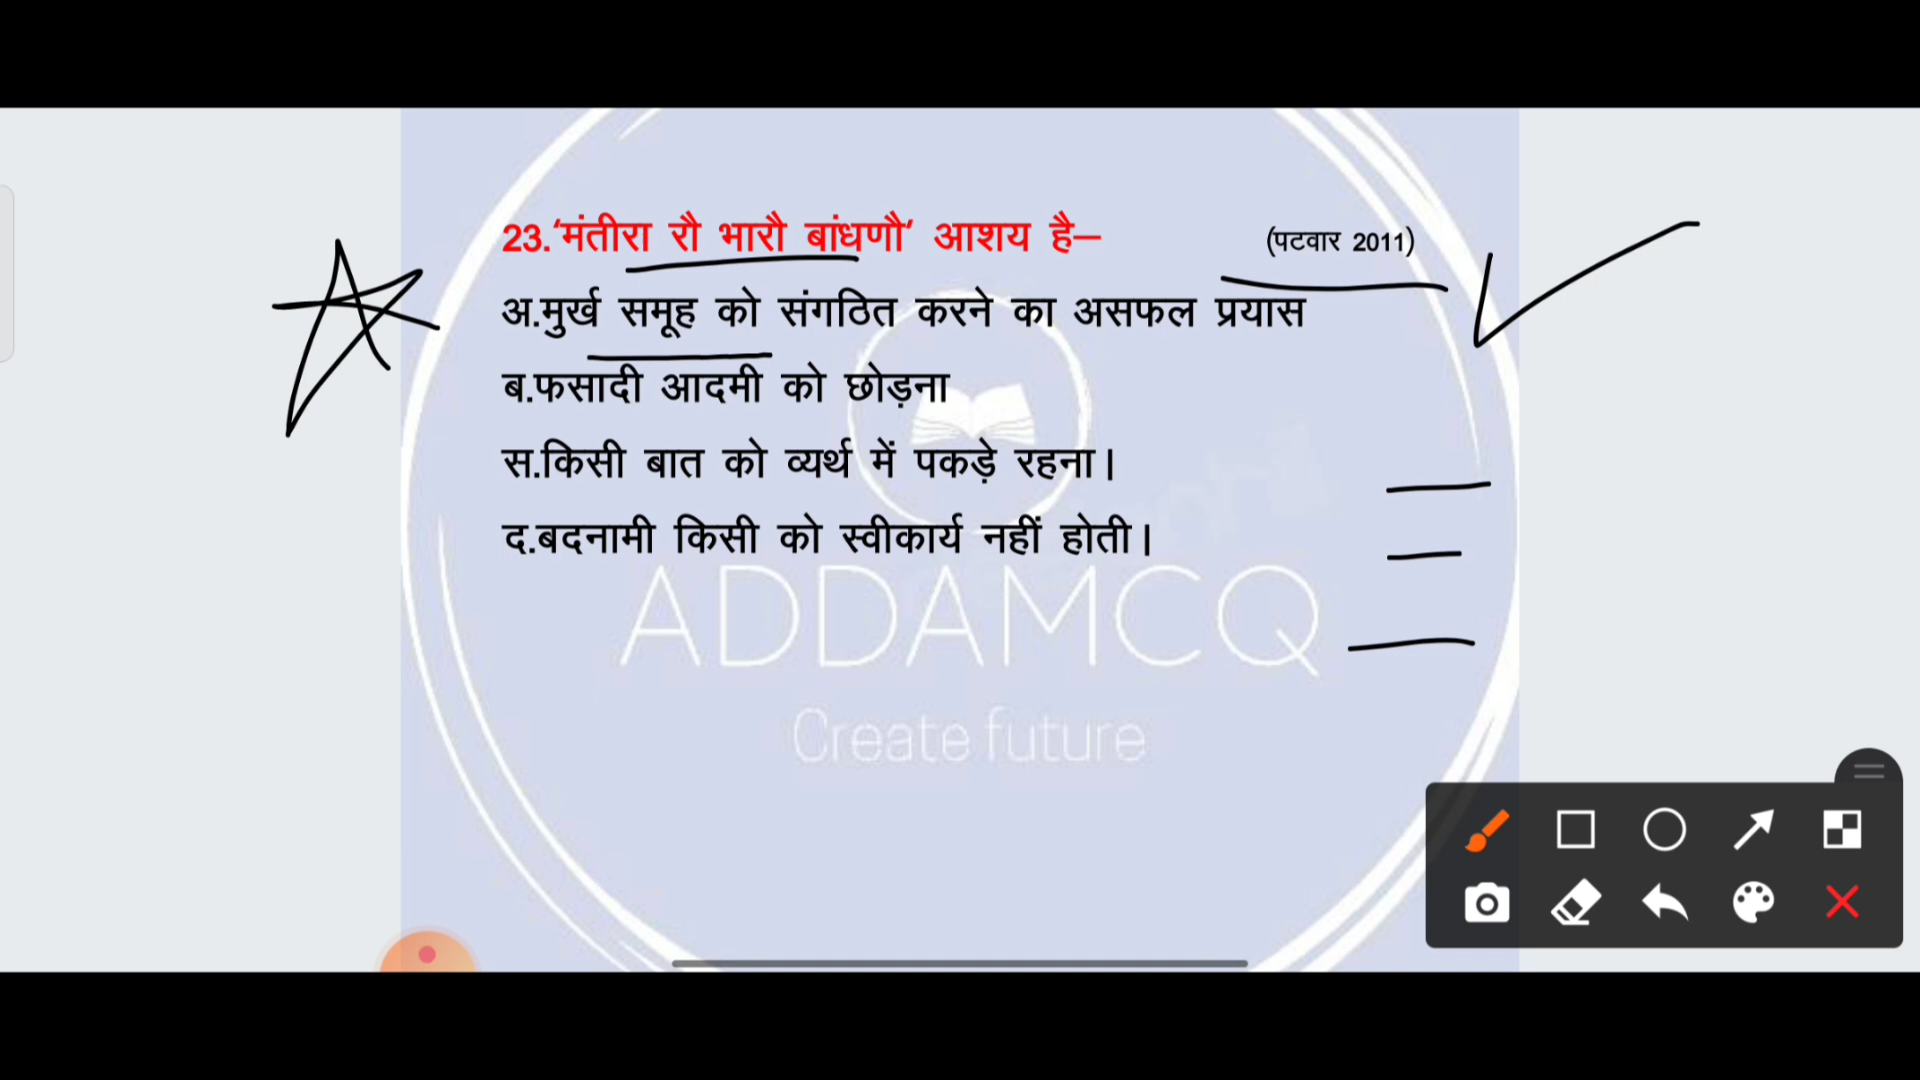 23.‘मंतीरा रौ भारौ बांधणौ’ आशय है– (पटवार 2011)
अ.मुर्ख समूह को संगठित करने का असफल प्रयास
ब.फसादी आदमी को छोड़ना
स.किसी बात को व्यर्थ में पकड़े रहना।
द.बदनामी किसी को स्वीकार्य नहीं होती।
ADDAMCQ
Create future